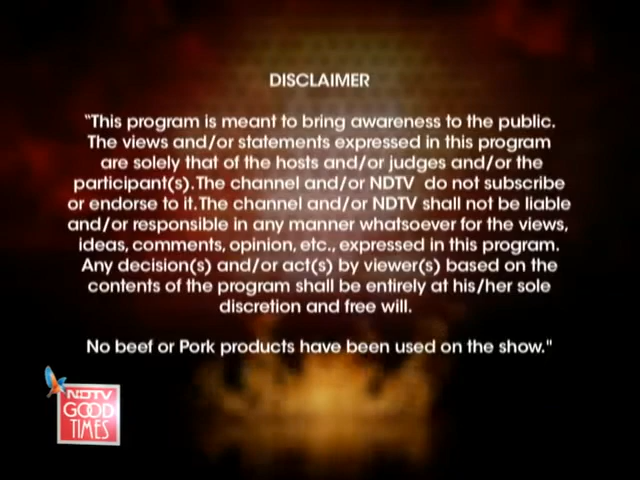 DISCLAIMER
"This program is meant to bring awareness to the public.
The views and/or statements expressed in this program
are solely that of the hosts and/or judges and/or the
participant(s).The channel and/or NDTV do not subscribe
or endorse to it.The channel and/or NDTV shall not be liable
and/or responsible in any manner whatsoever for the views,
ideas, comments, opinion, etc., expressed in this program.
Any decision(s) and/or act(s) by viewer(s) based on the
contents of the program shall be entirely at his/her sole
discretion and free will.
No beef or Pork products have been used on the show."
NDTV
GOOD
TIMES